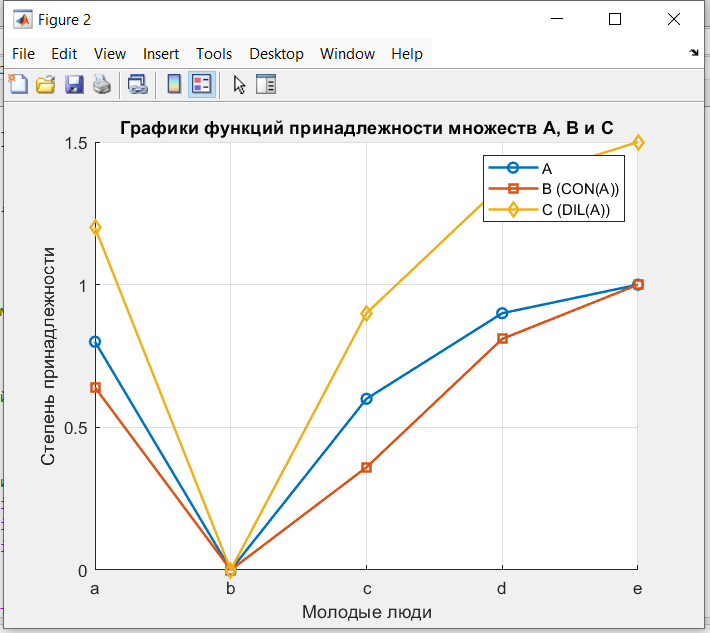 Figure 2
File Edit View Insert Tools Desktop Window Help
Графики функций принадлежности множеств A, B и C
1.5
A
B (CON(A))
C (DIL(A))
1
Степень принадлежности
0.5
0
a b c d e
Молодые люди